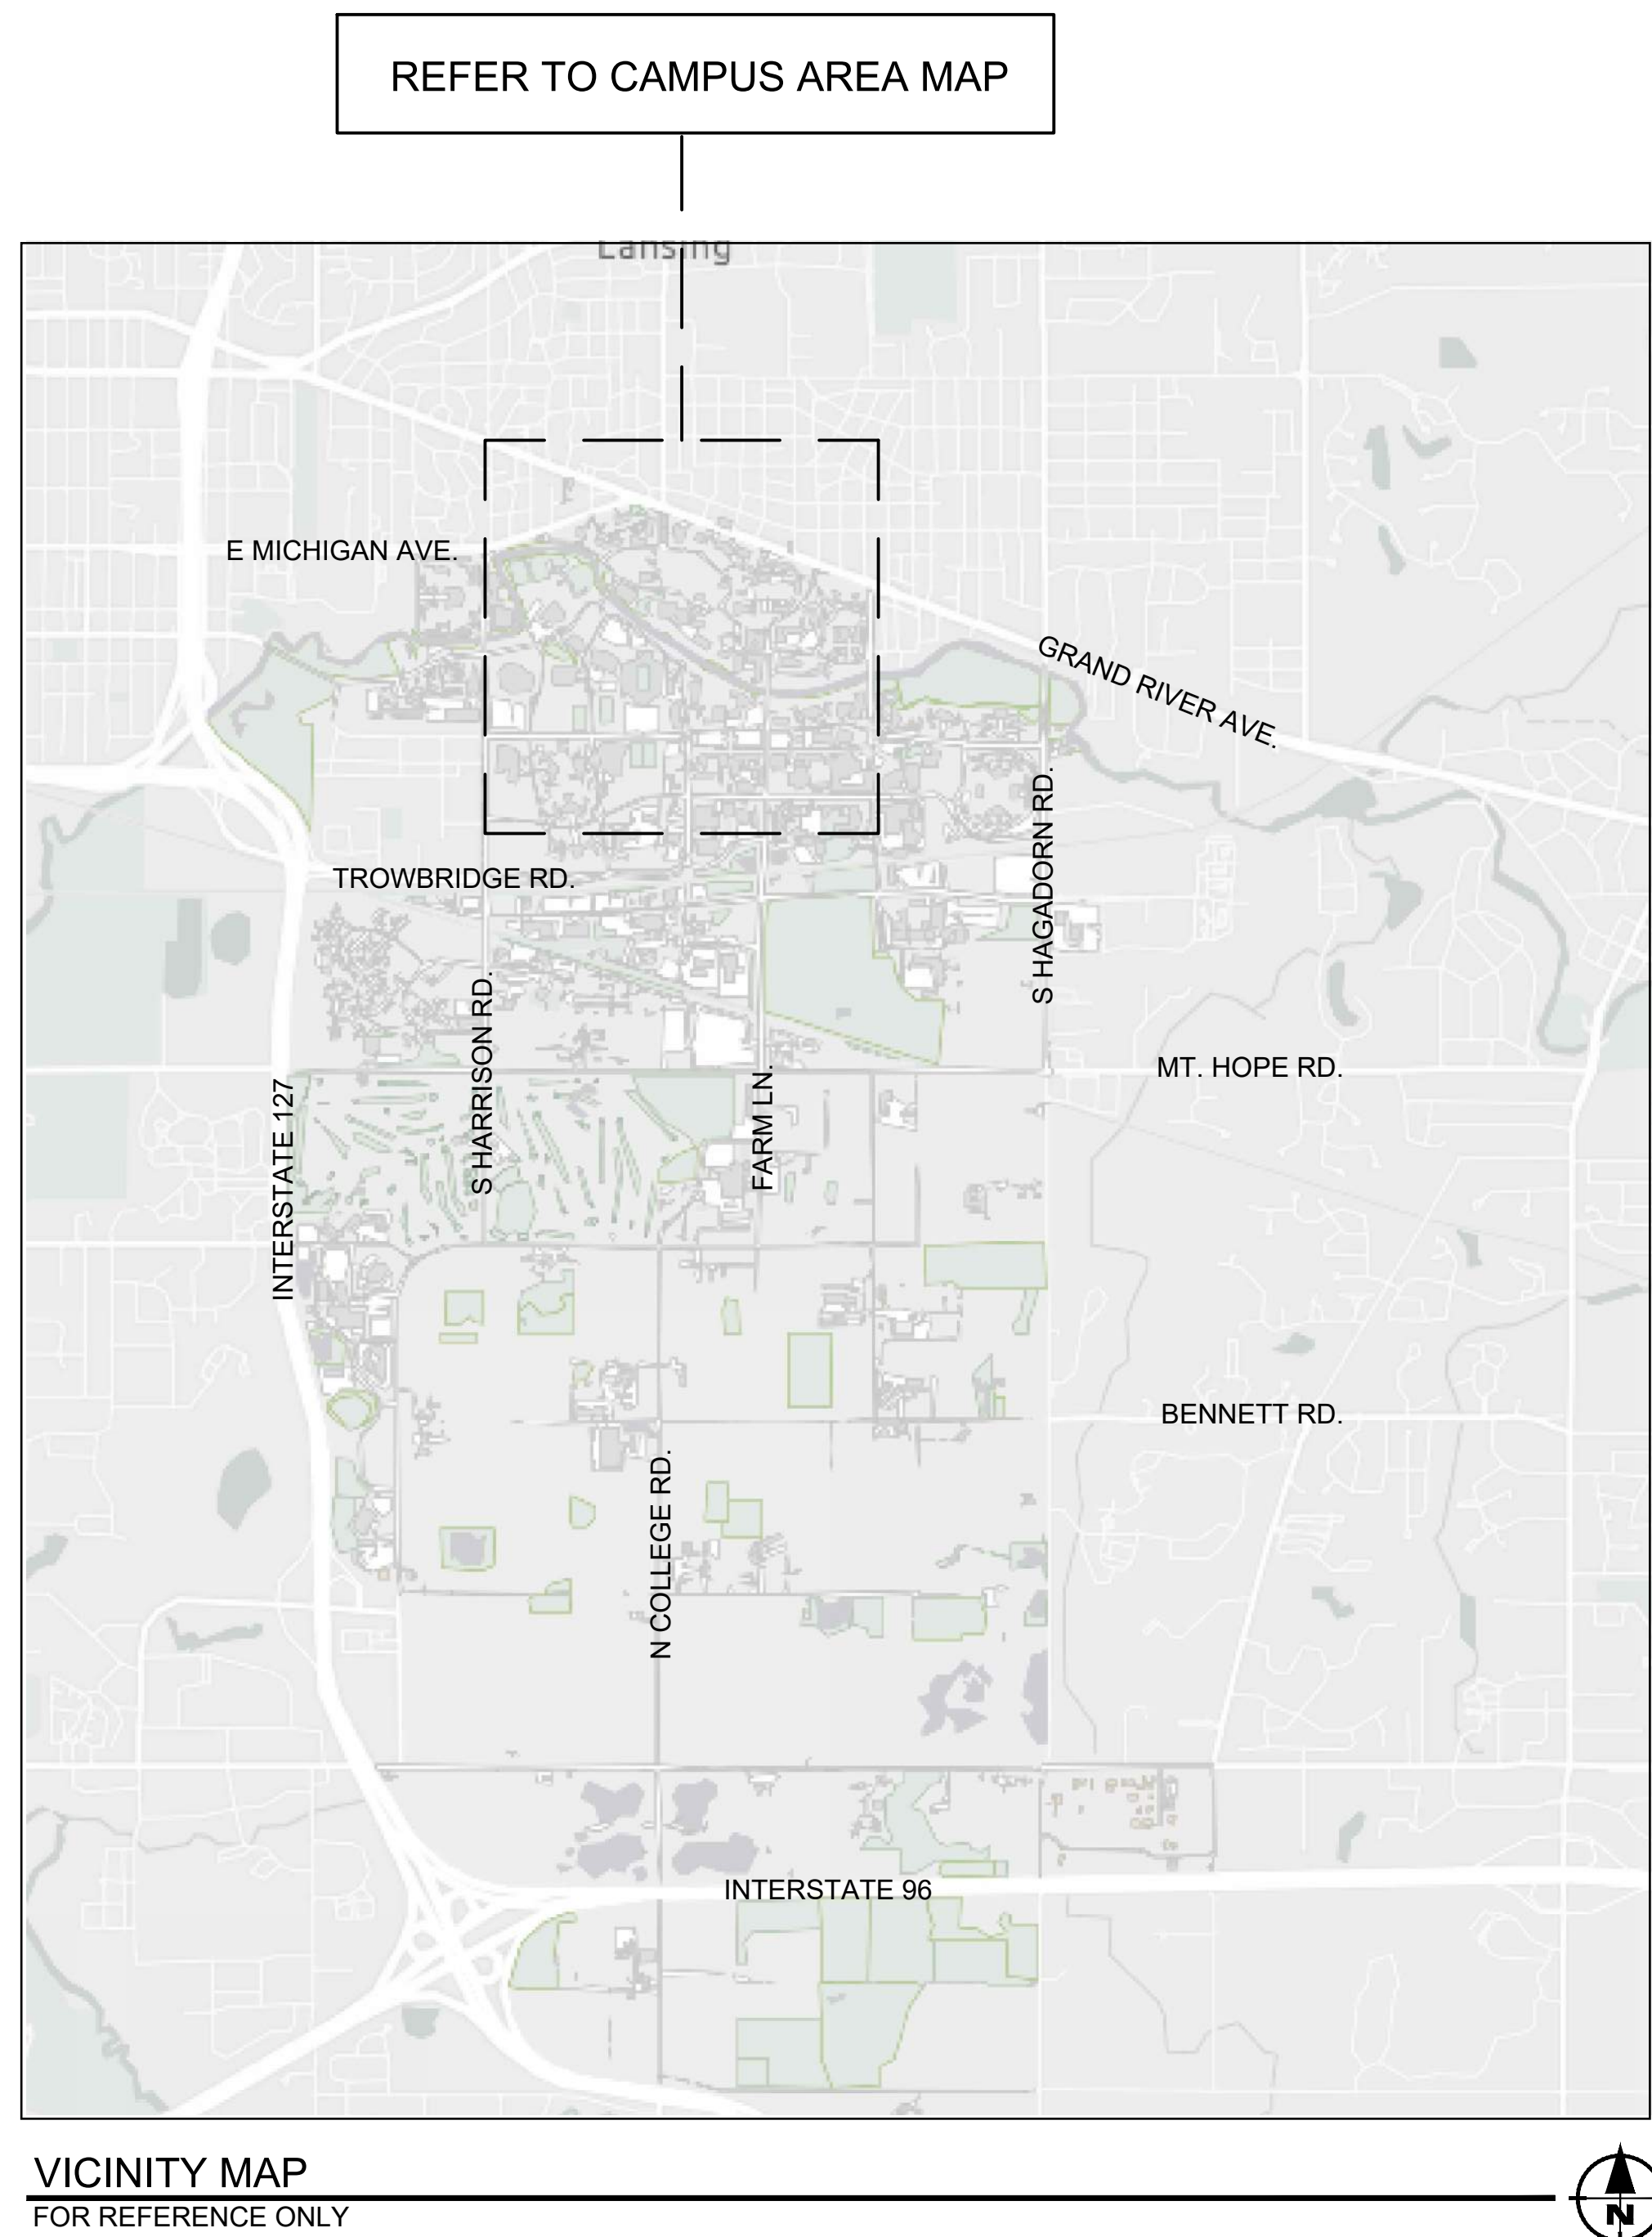 REFER TO CAMPUS AREA MAP
Lansing
E MICHIGAN AVE.
GRAND RIVER AVE.
TROWBRIDGE RD.
S HAGADORN RD.
S HARRISON RD.
MT. HOPE RD.
FARM LN.
INTERSTATE 127
BENNETT RD.
N COLLEGE RD.
INTERSTATE 96
VICINITY MAP
FOR REFERENCE ONLY
N